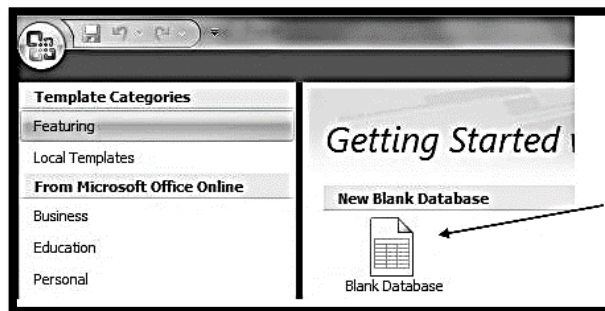 Template Categories
Featuring
Local Templates
From Microsoft Office Online
Business
Education
Personal
Getting Started
New Blank Database
Blank Database